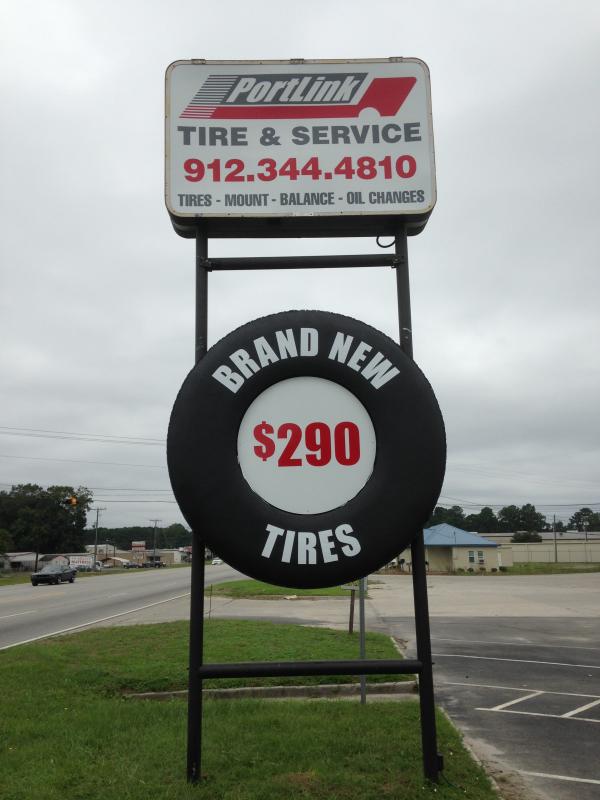 PortLink
TIRE & SERVICE
912.344.4810
TIRES - MOUNT - BALANCE - OIL CHANGES
BRAND NEW
$290
TIRES